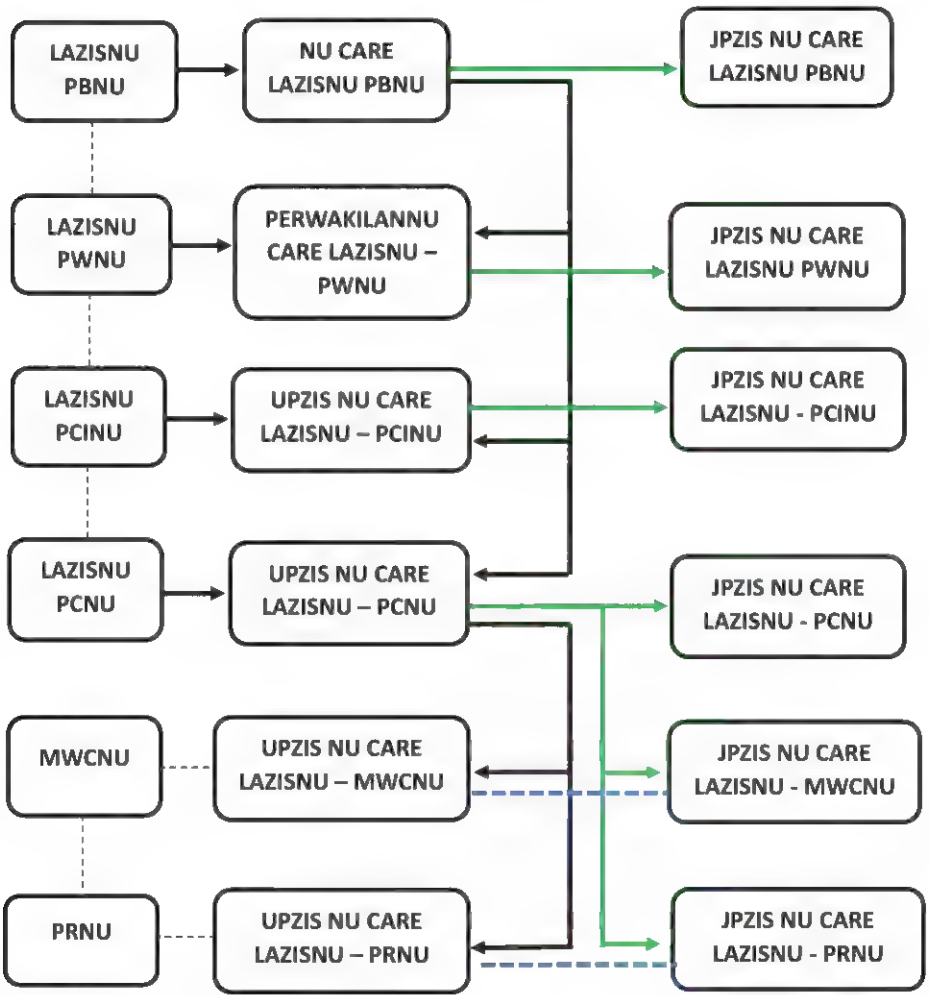 LAZISNU
PBNU
NU CARE
LAZISNU PBNU
JPZIS NU CARE
LAZISNU PBNU
LAZISNU
PWNU
PERWAKILANNU
CARE LAZISNU –
PWNU
JPZIS NU CARE
LAZISNU PWNU
LAZISNU
PCINU
UPZIS NU CARE
LAZISNU – PCINU
JPZIS NU CARE
LAZISNU - PCINU
LAZISNU
PCNU
UPZIS NU CARE
LAZISNU – PCNU
JPZIS NU CARE
LAZISNU - PCNU
MWCNU
UPZIS NU CARE
LAZISNU – MWCNU
JPZIS NU CARE
LAZISNU - MWCNU
PRNU
UPZIS NU CARE
LAZISNU – PRNU
JPZIS NU CARE
LAZISNU - PRNU